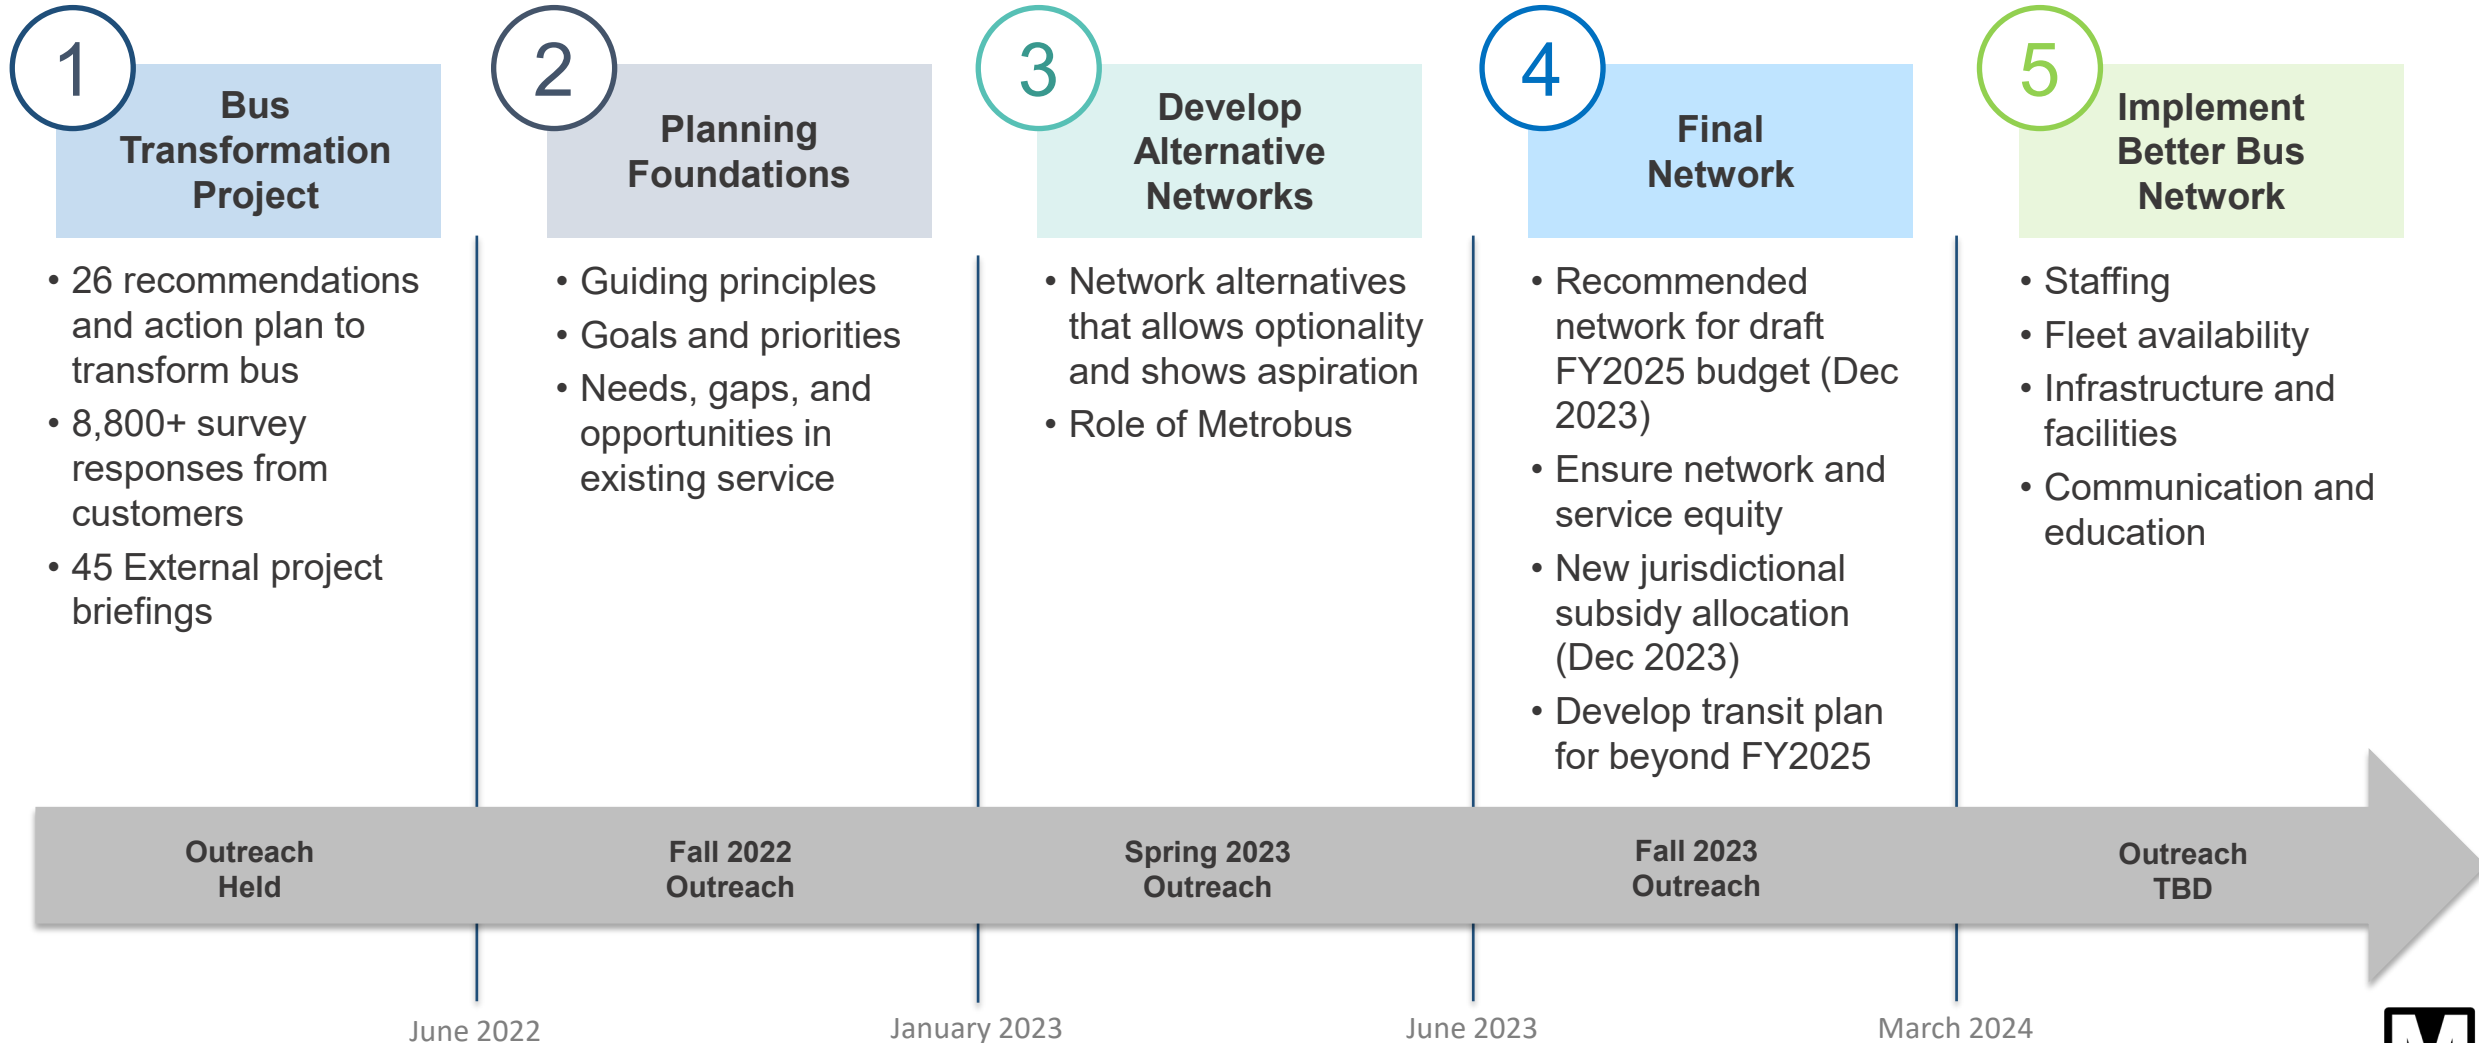 1
Bus
Transformation
Project
• 26 recommendations
and action plan to
transform bus
• 8,800+ survey
responses from
customers
• 45 External project
briefings
2
Planning
Foundations
• Guiding principles
• Goals and priorities
• Needs, gaps, and
opportunities in
existing service
3
Develop
Alternative
Networks
• Network alternatives
that allows optionality
and shows aspiration
• Role of Metrobus
4
Final
Network
• Recommended
network for draft
FY2025 budget (Dec
2023)
• Ensure network and
service equity
• New jurisdictional
subsidy allocation
(Dec 2023)
• Develop transit plan
for beyond FY2025
5
Implement
Better Bus
Network
• Staffing
• Fleet availability
• Infrastructure and
facilities
• Communication and
education
Outreach
Held
Fall 2022
Outreach
Spring 2023
Outreach
Fall 2023
Outreach
Outreach
TBD
June 2022
January 2023
June 2023
March 2024
M